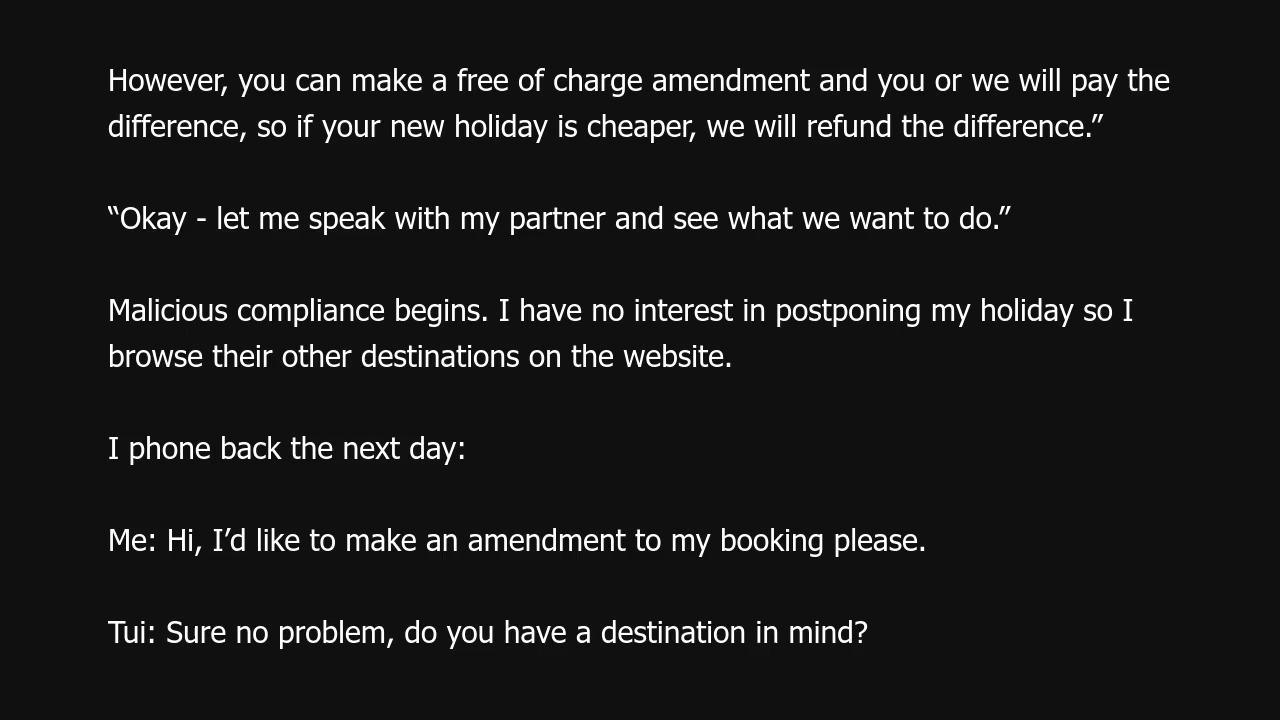 However, you can make a free of charge amendment and you or we will pay the
difference, so if your new holiday is cheaper, we will refund the difference.”
“Okay - let me speak with my partner and see what we want to do.”
Malicious compliance begins. I have no interest in postponing my holiday so I
browse their other destinations on the website.
I phone back the next day:
Me: Hi, I’d like to make an amendment to my booking please.
Tui: Sure no problem, do you have a destination in mind?